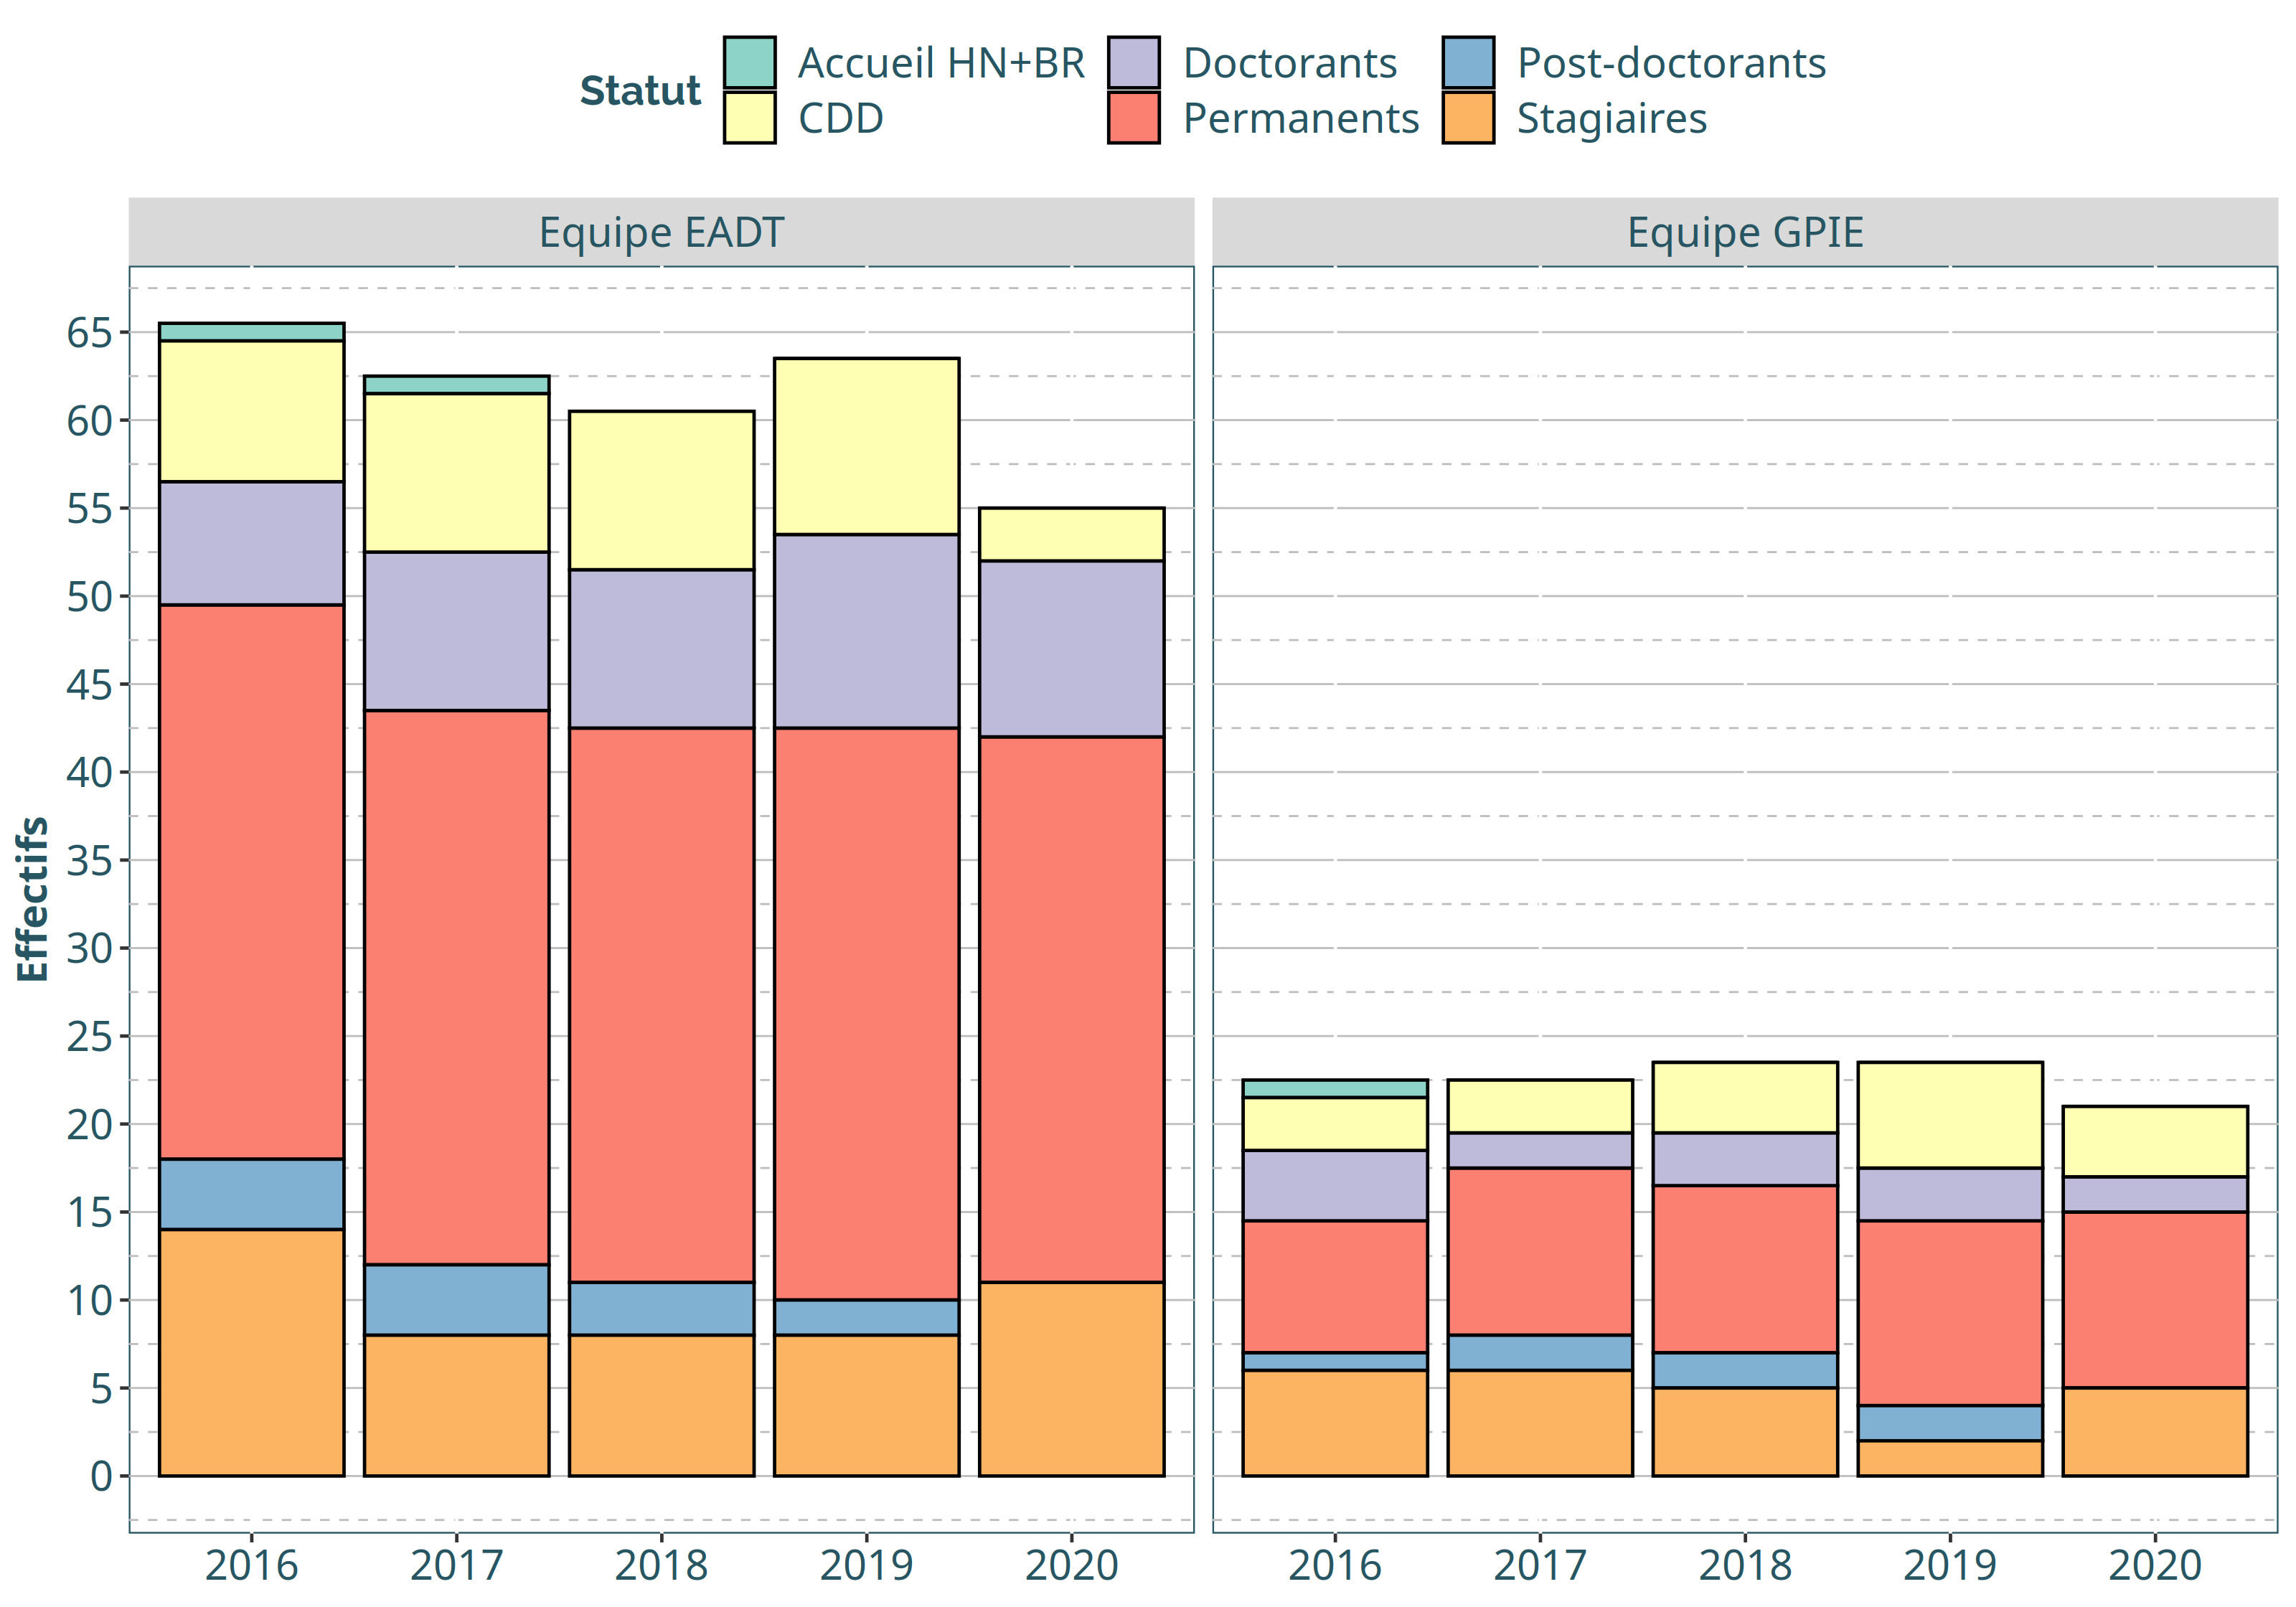 Statut
Accueil HN+BR
Doctorants
Post-doctorants
CDD
Permanents
Stagiaires
Equipe EADT
Equipe GPIE
Effectifs
65
60
55
50
45
40
35
30
25
20
15
10
5
0
2016 2017 2018 2019 2020
2016 2017 2018 2019 2020